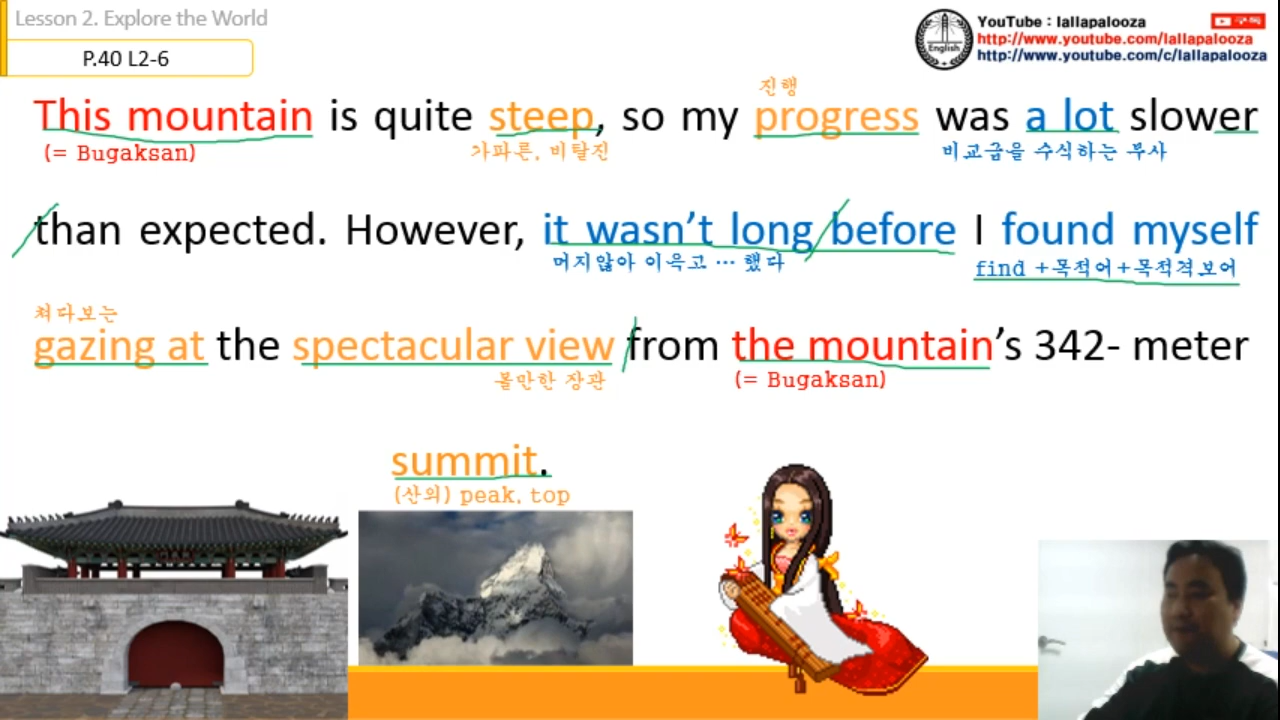 Lesson 2. Explore the World
P.40 L2-6
English
YouTube : lallapalooza
구독
http://www.youtube.com/lallapalooza
http://www.youtube.com/c/lallapalooza
진행
This mountain is quite steep, so my progress was a lot slower
(= Bugaksan) 가파른, 비탈진 비교급을 수식하는 부사
than expected. However, it wasn't long before I found myself
머지않아 이윽고 … 했다 find +목적어+목적격보어
쳐다보는
gazing at the spectacular view from the mountain's 342- meter
볼만한 장관 (= Bugaksan)
summit.
(산의) peak, top